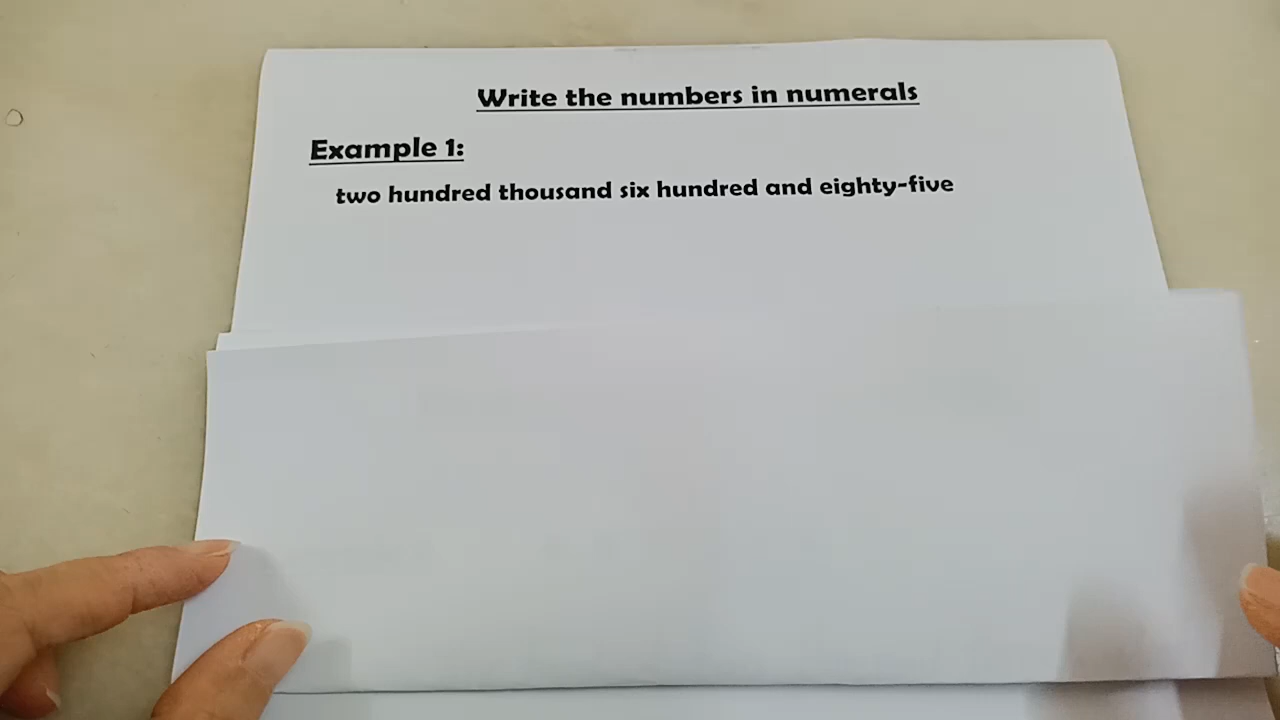 Write the numbers in numerals
Example 1:
two hundred thousand six hundred and eighty-five